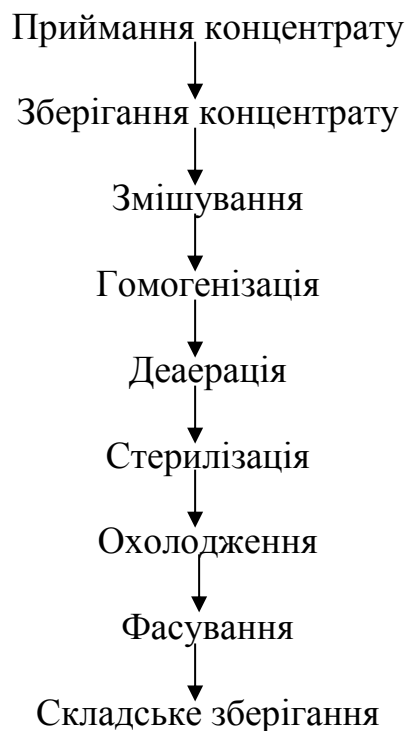 Приймання концентрату
Зберігання концентрату
Змішування
Гомогенізація
Деаерація
Стерилізація
Охолодження
Фасування
Складське зберігання